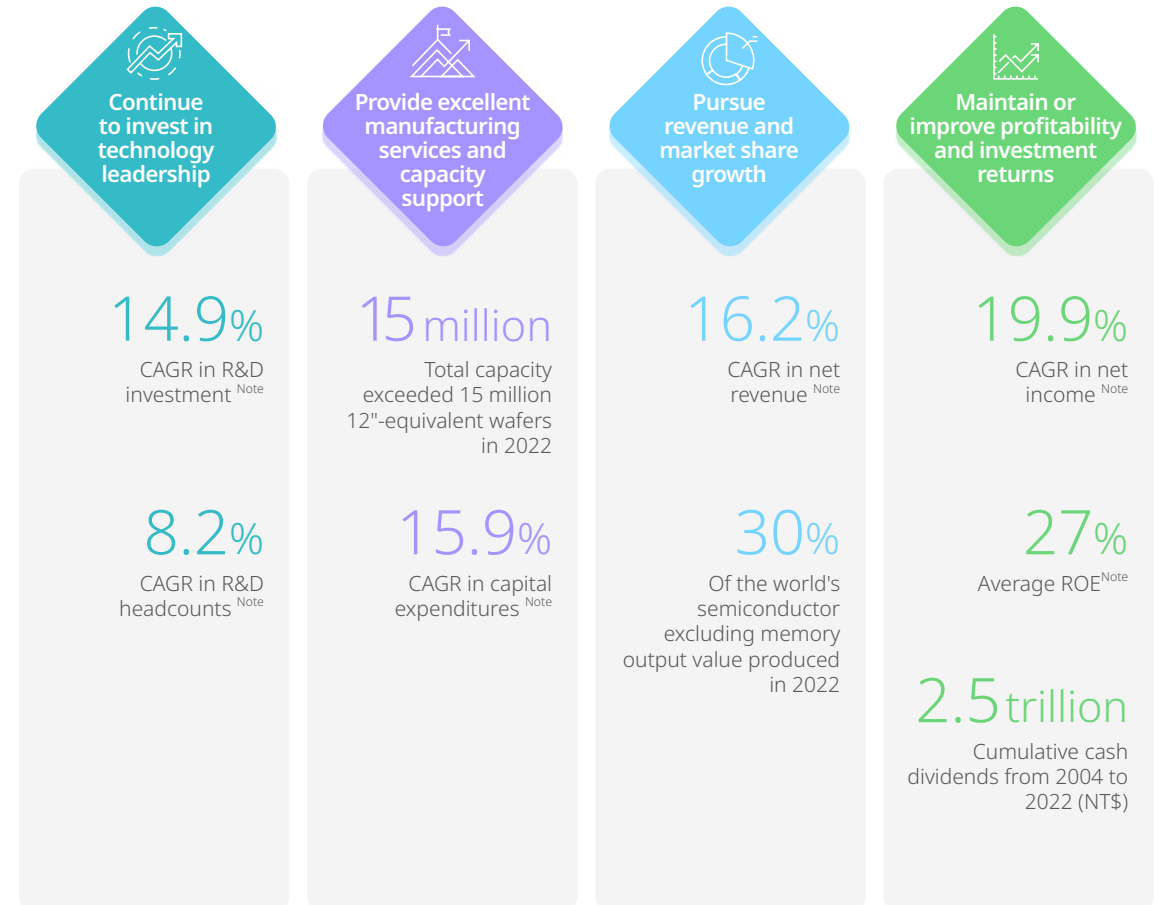 Continue
to invest in
technology
leadership
14.9%
CAGR in R&D
investment Note
8.2%
CAGR in R&D
headcounts Note
Provide excellent
manufacturing
services and
capacity
support
15 million
Total capacity
exceeded 15 million
12"-equivalent wafers
in 2022
15.9%
CAGR in capital
expenditures Note
Pursue
revenue and
market share
growth
16.2%
CAGR in net
revenue Note
30%
Of the world's
semiconductor
excluding memory
output value produced
in 2022
Maintain or
improve profitability
and investment
returns
19.9%
CAGR in net
income Note
27%
Average ROE Note
2.5 trillion
Cumulative cash
dividends from 2004 to
2022 (NT$)